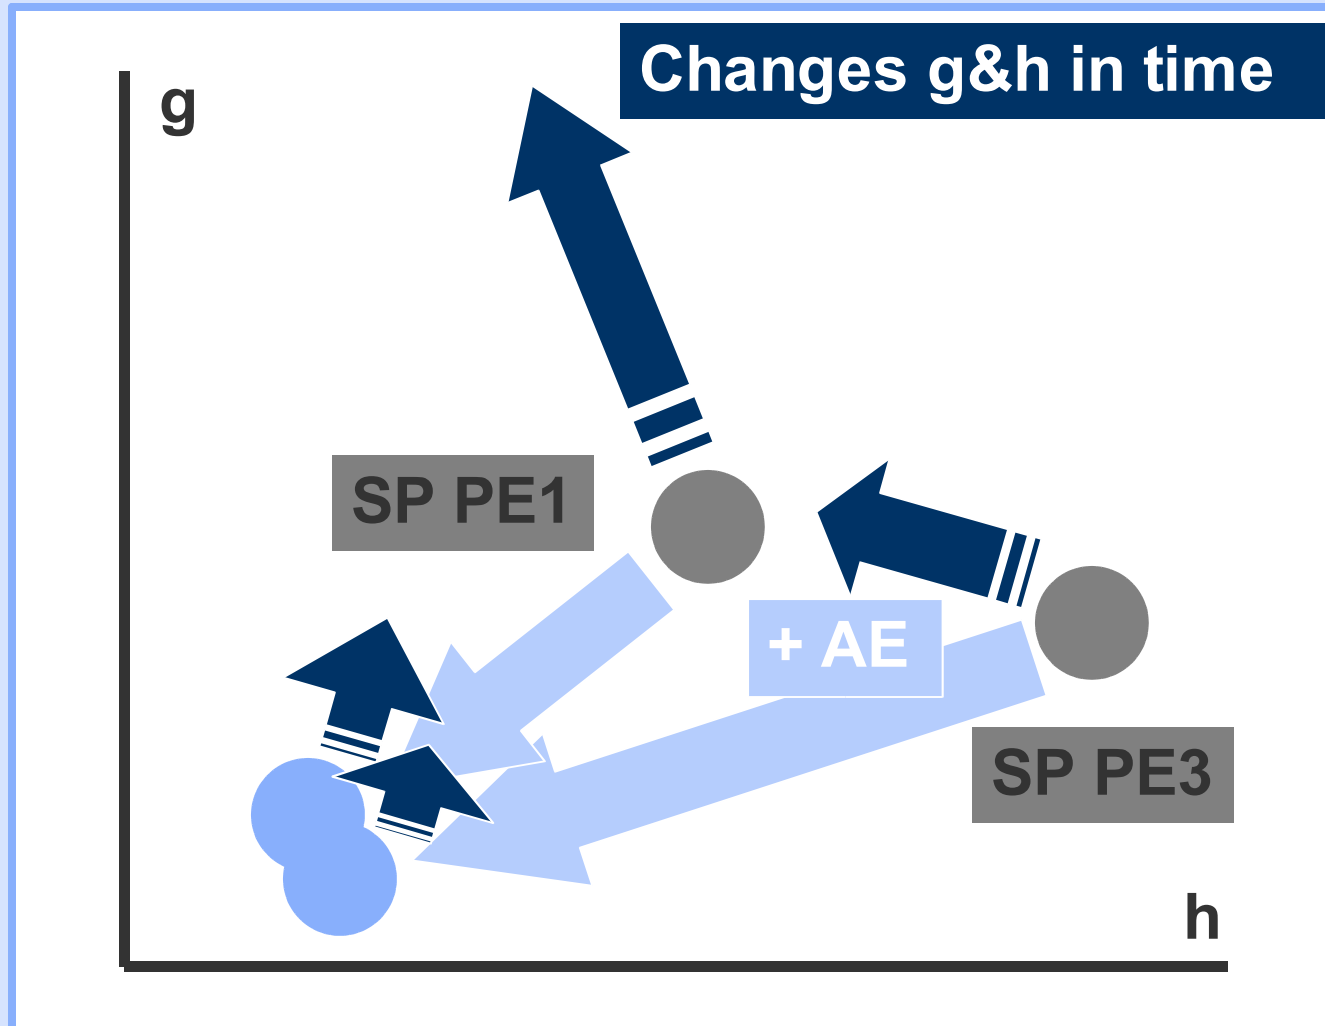 Changes g&h in time
g
SP PE1
+ AE
SP PE3
h